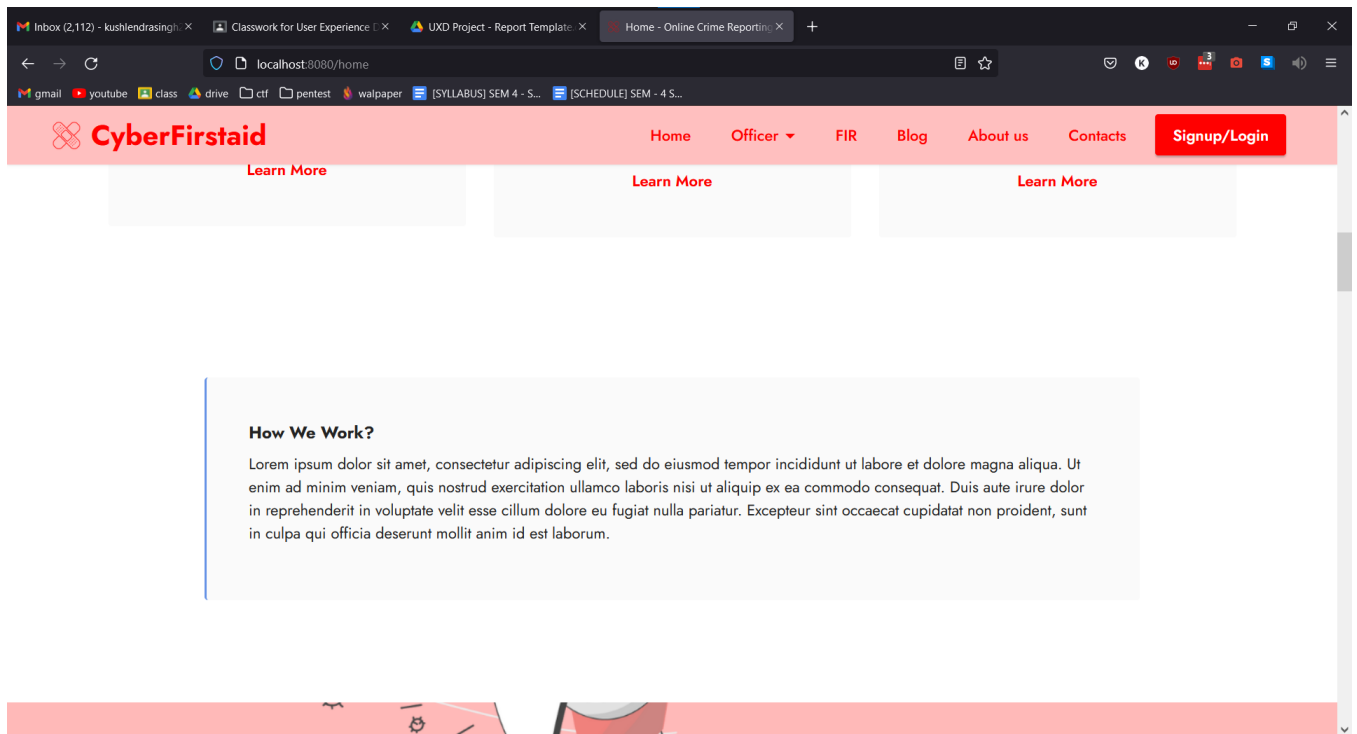 Inbox (2,112) - kushlendrasingh
Classwork for User Experience D
UXD Project - Report Template.
Home - Online Crime Reporting
localhost:8080/home
3
gmail youtube class drive ctf pentest walpaper [SYLLABUS] SEM 4 - S... [SCHEDULE] SEM - 4 S...
CyberFirstaid
Home Officer FIR Blog About us Contacts Signup/Login
Learn More
Learn More
Learn More
How We Work?
Lorem ipsum dolor sit amet, consectetur adipiscing elit, sed do eiusmod tempor incididunt ut labore et dolore magna aliqua. Ut
enim ad minim veniam, quis nostrud exercitation ullamco laboris nisi ut aliquip ex ea commodo consequat. Duis aute irure dolor
in reprehenderit in voluptate velit esse cillum dolore eu fugiat nulla pariatur. Excepteur sint occaecat cupidatat non proident, sunt
in culpa qui officia deserunt mollit anim id est laborum.